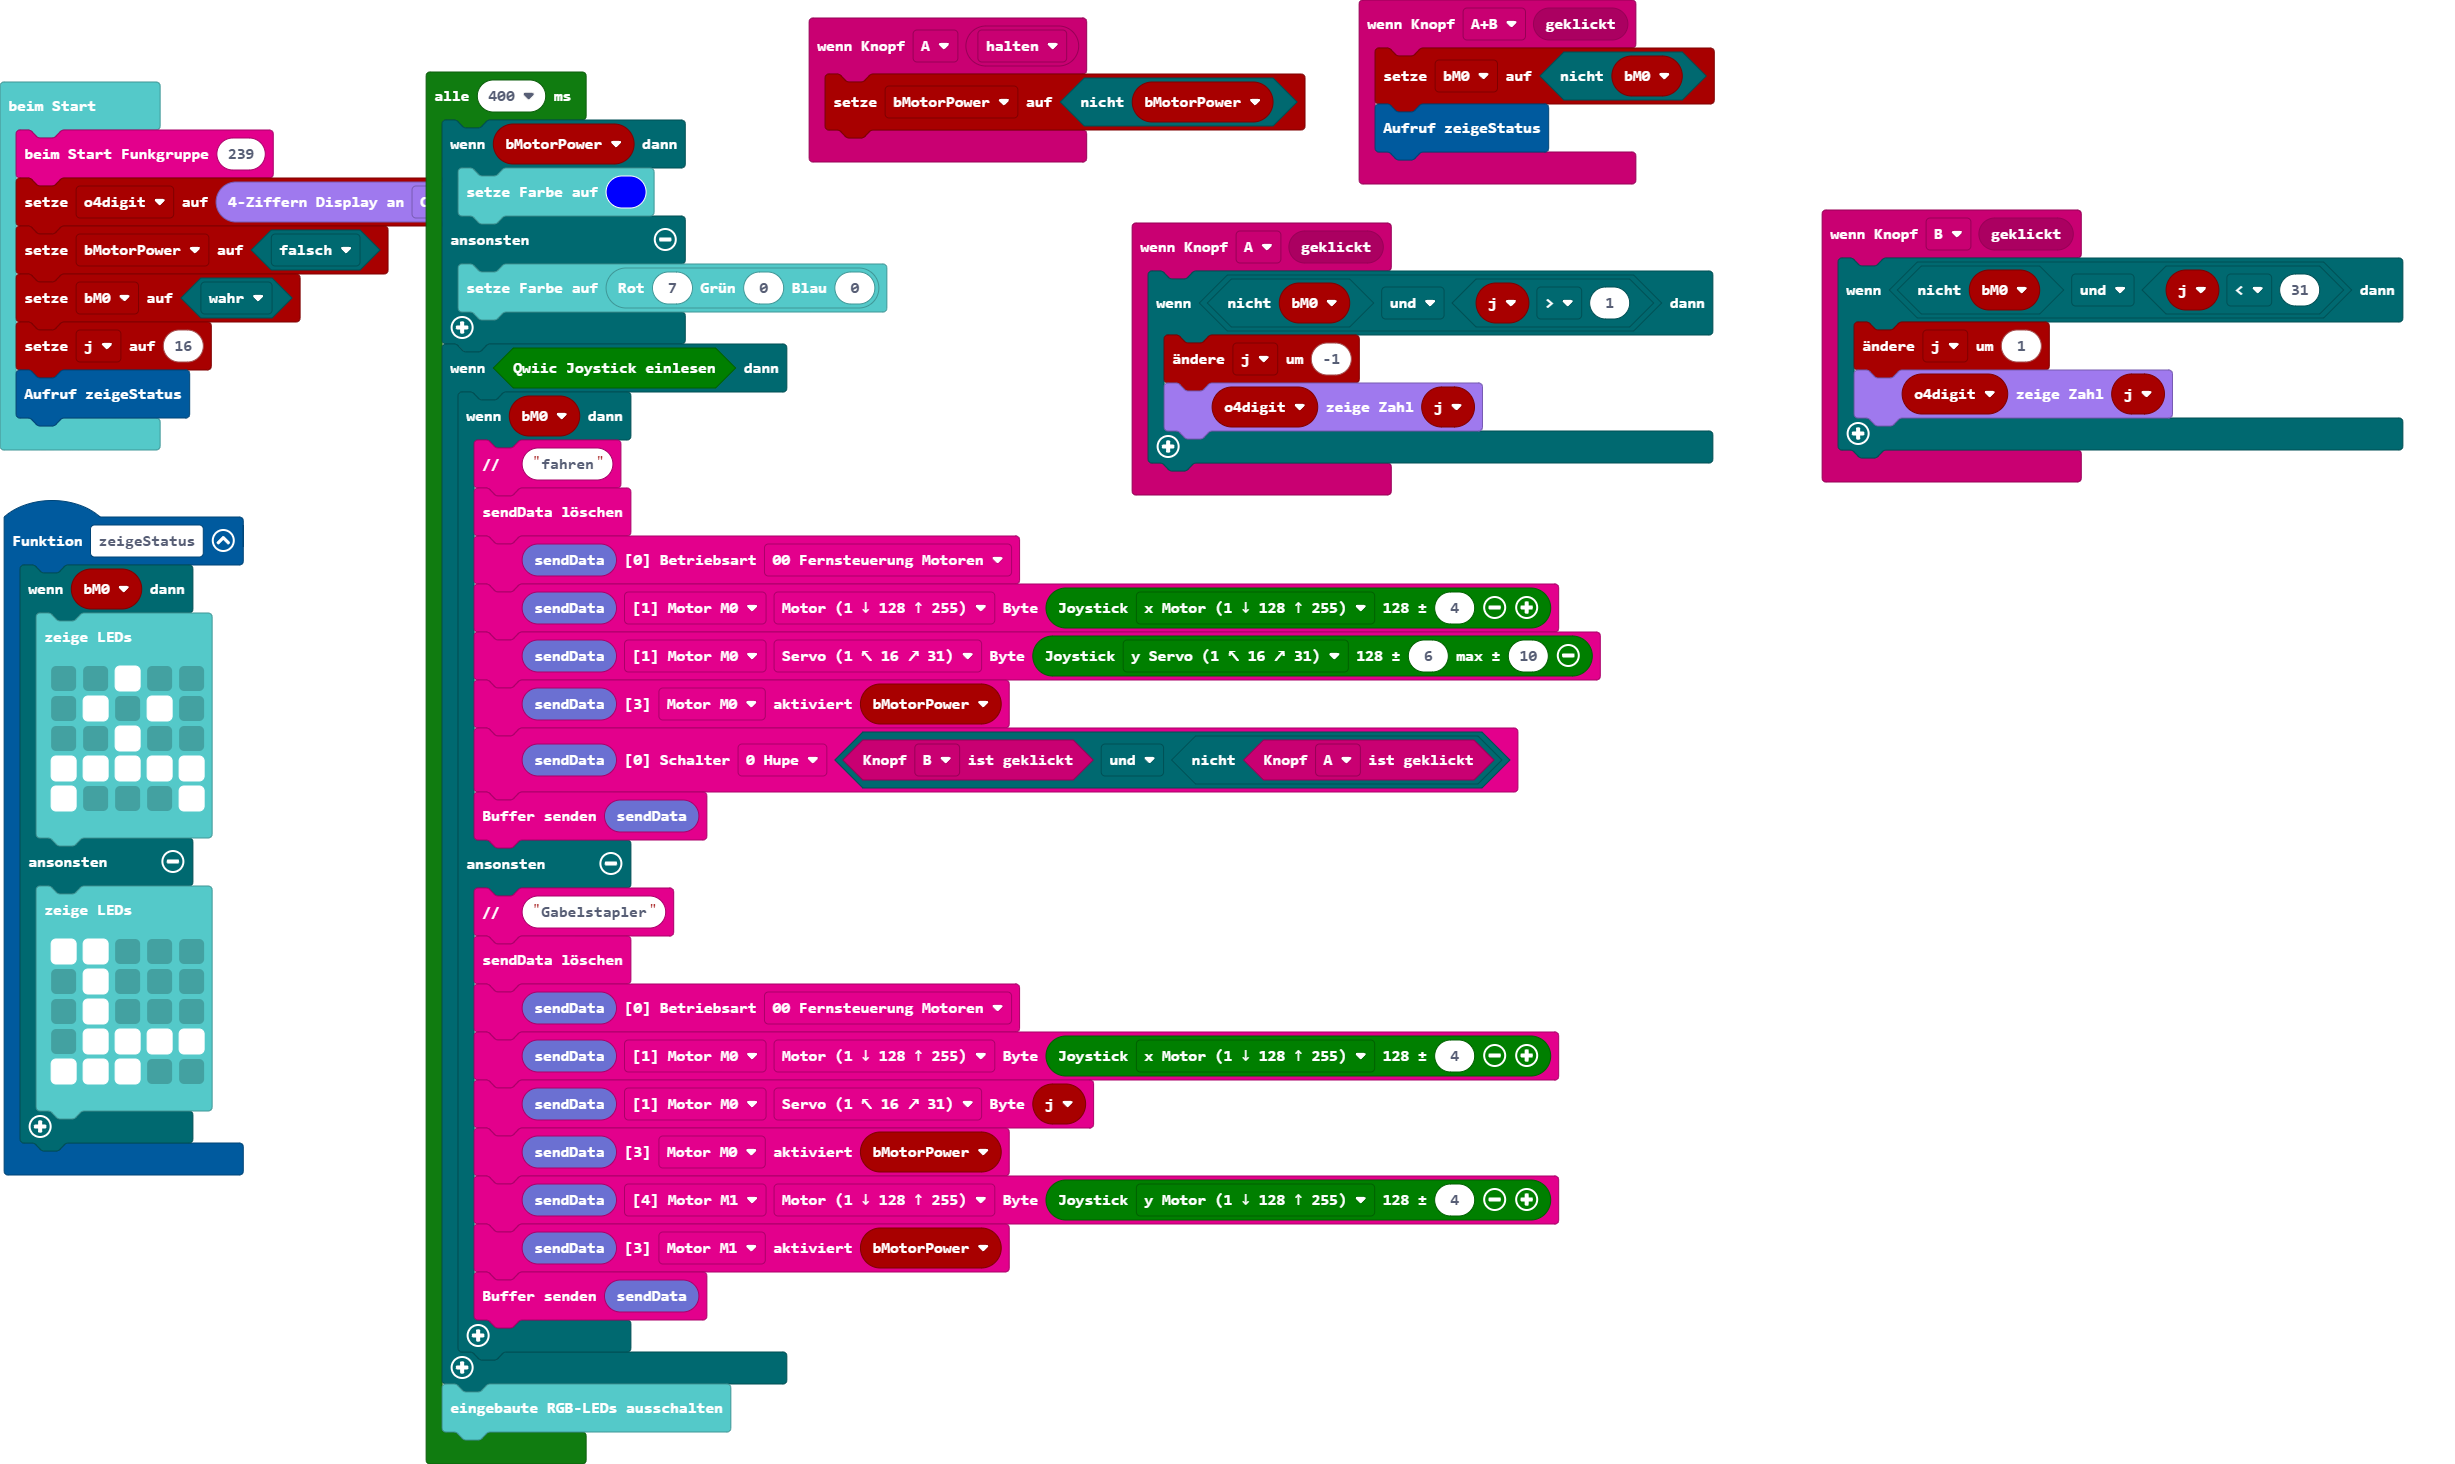 beim Start
beim Start Funkgruppe 239
setze o4digit auf 4-Ziffern Display an
setze bMotorPower auf falsch
setze bM0 auf wahr
setze j auf 16
Aufruf zeigeStatus
Funktion zeigeStatus
wenn bM0 dann
zeige LEDs
ansonsten
zeige LEDs
alle 400 ms
wenn bMotorPower dann
setze Farbe auf
ansonsten
setze Farbe auf Rot 7 Grün 0 Blau 0
wenn Qwiic Joystick einlesen dann
wenn bM0 dann
// "fahren"
sendData löschen
sendData [0] Betriebsart 00 Fernsteuerung Motoren
sendData [1] Motor M0 Motor (1 ↓ 128 ↑ 255) Byte Joystick x Motor (1 ↓ 128 ↑ 255) 128 ± 4
sendData [1] Motor M0 Servo (1 ↖ 16 ↗ 31) Byte Joystick y Servo (1 ↖ 16 ↗ 31) 128 ± 6 max ± 10
sendData [3] Motor M0 aktiviert bMotorPower
sendData [0] Schalter 0 Hupe Knopf B ist geklickt und nicht Knopf A ist geklickt
Buffer senden sendData
ansonsten
// "Gabelstapler"
sendData löschen
sendData [0] Betriebsart 00 Fernsteuerung Motoren
sendData [1] Motor M0 Motor (1 ↓ 128 ↑ 255) Byte Joystick x Motor (1 ↓ 128 ↑ 255) 128 ± 4
sendData [1] Motor M0 Servo (1 ↖ 16 ↗ 31) Byte j
sendData [3] Motor M0 aktiviert bMotorPower
sendData [4] Motor M1 Motor (1 ↓ 128 ↑ 255) Byte Joystick y Motor (1 ↓ 128 ↑ 255) 128 ± 4
sendData [3] Motor M1 aktiviert bMotorPower
Buffer senden sendData
eingebaute RGB-LEDs ausschalten
wenn Knopf A halten
setze bMotorPower auf nicht bMotorPower
wenn Knopf A+B geklickt
setze bM0 auf nicht bM0
Aufruf zeigeStatus
wenn Knopf A geklickt
wenn nicht bM0 und j > 1 dann
ändere j um -1
o4digit zeige Zahl j
wenn Knopf B geklickt
wenn nicht bM0 und j < 31 dann
ändere j um 1
o4digit zeige Zahl j